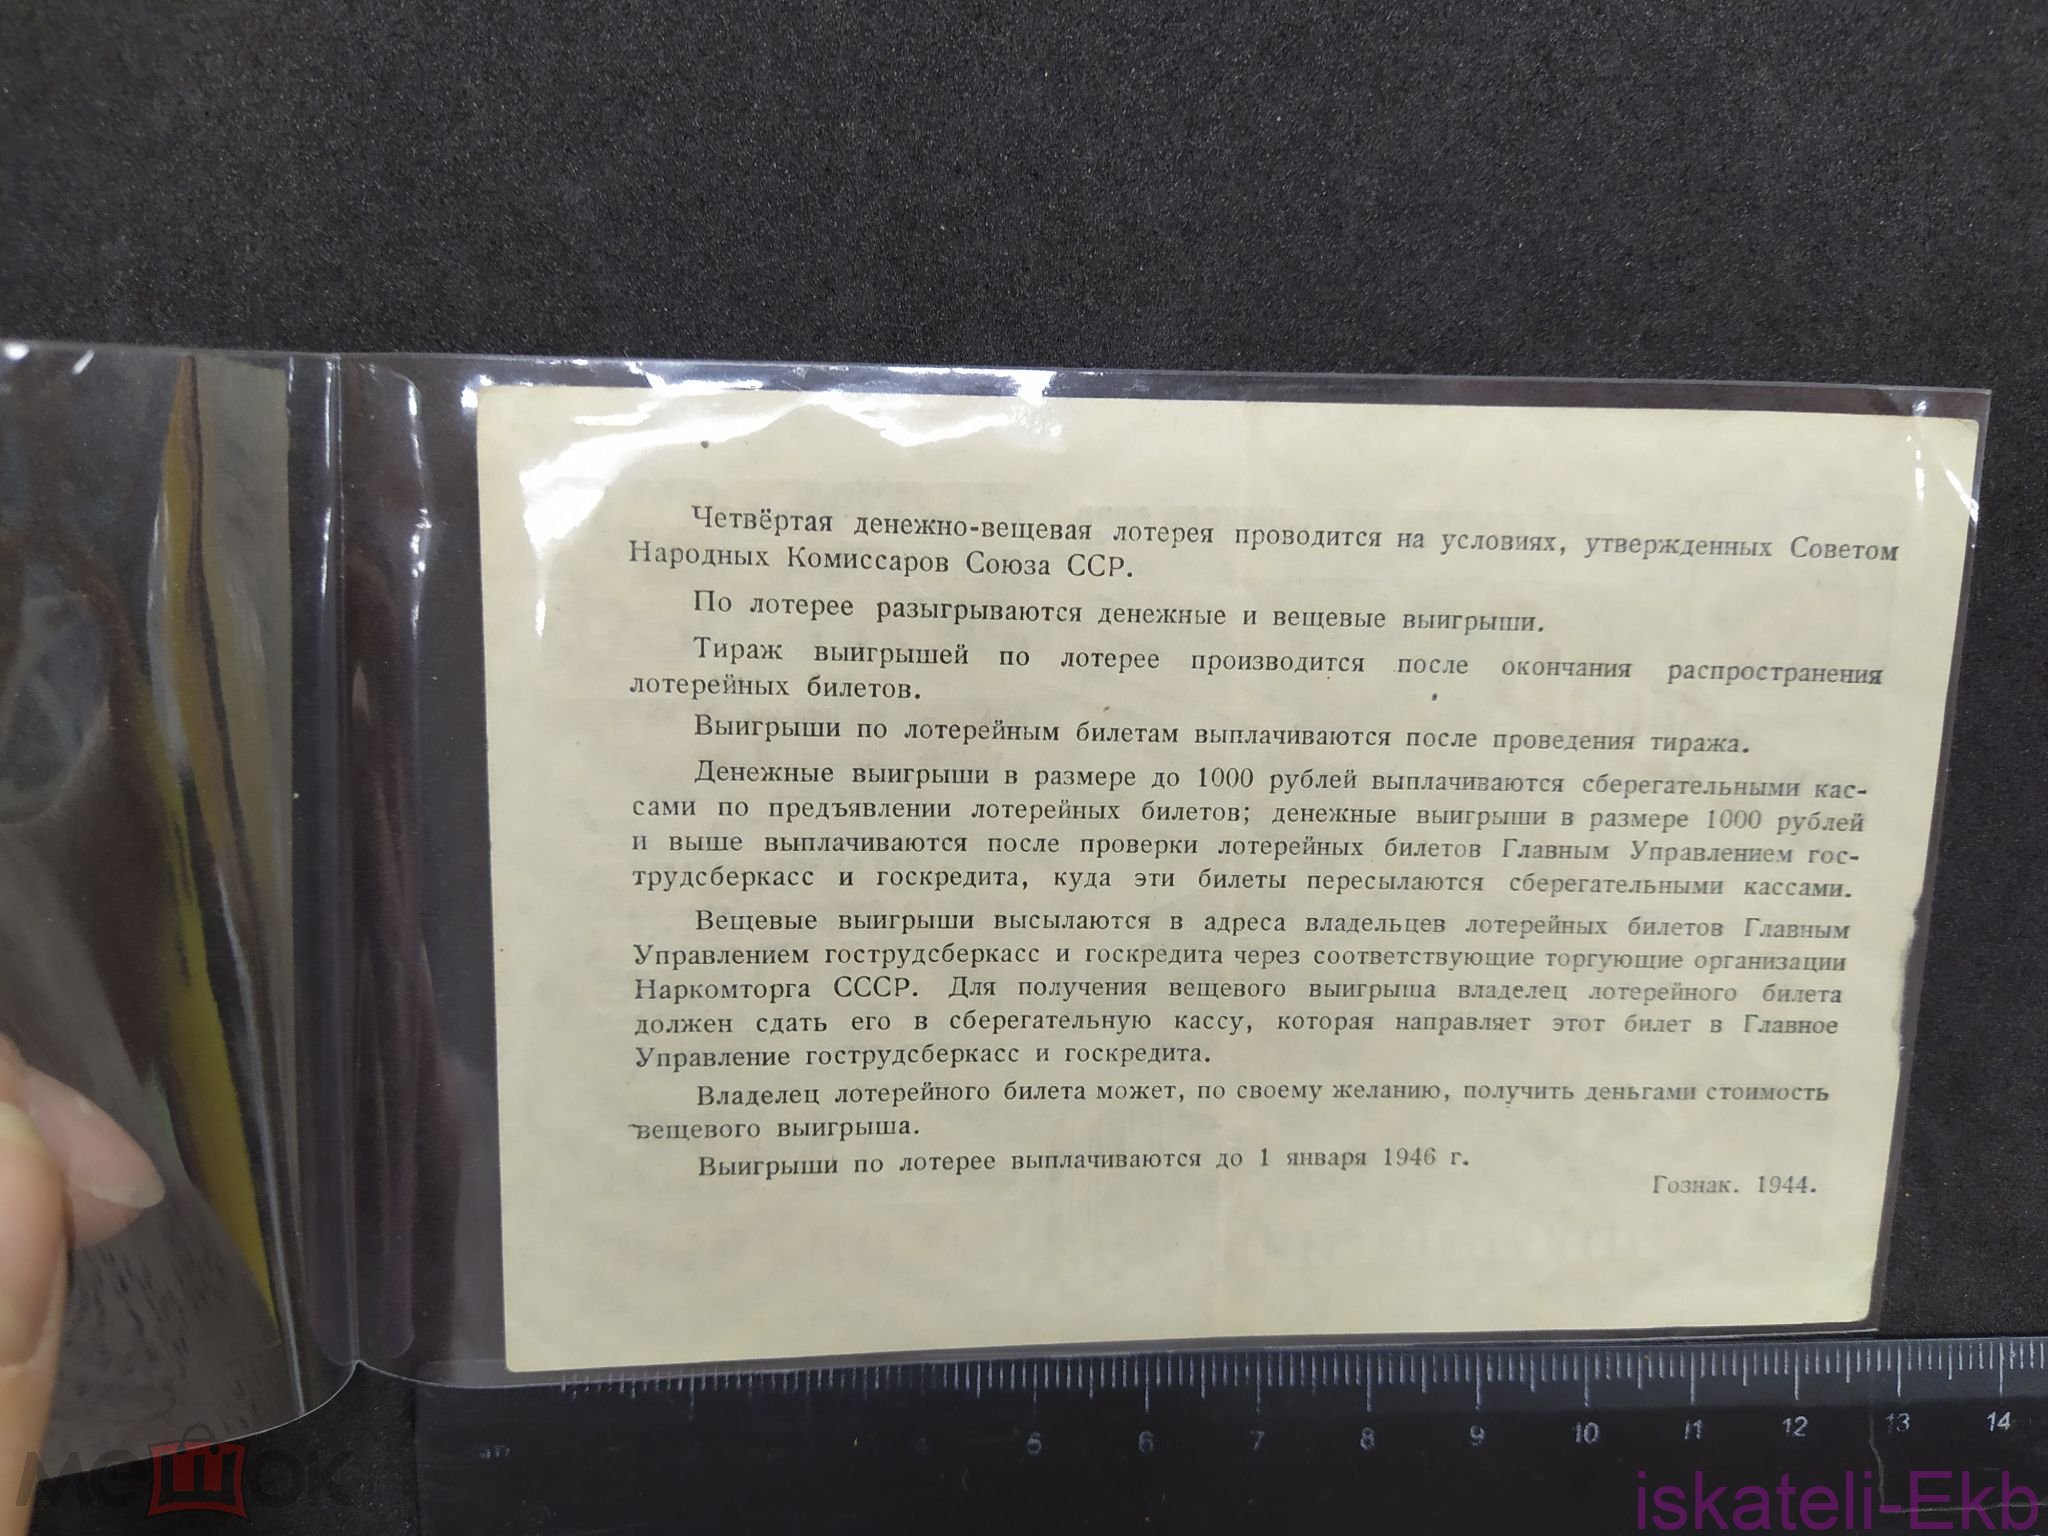 Четвёртая денежно-вещевая лотерея проводится на условиях, утвержденных Советом
Народных Комиссаров Союза ССР.
По лотерее разыгрываются денежные и вещевые выигрыши.
Тираж выигрышей по лотерее производится после окончания распространения
лотерейных билетов.
Выигрыши по лотерейным билетам выплачиваются после проведения тиража.
Денежные выигрыши в размере до 1000 рублей выплачиваются сберегательными кас-
сами по предъявлении лотерейных билетов; денежные выигрыши в размере 1000 рублей
и выше выплачиваются после проверки лотерейных билетов Главным Управлением гос-
трудсберкасс и госкредита, куда эти билеты пересылаются сберегательными кассами.
Вещевые выигрыши высылаются в адреса владельцев лотерейных билетов Главным
Управлением гострудсберкасс и госкредита через соответствующие торгующие организации
Наркомторга СССР. Для получения вещевого выигрыша владелец лотерейного билета
должен сдать его в сберегательную кассу, которая направляет этот билет в Главное
Управление гострудсберкасс и госкредита.
Владелец лотерейного билета может, по своему желанию, получить деньгами стоимость
вещевого выигрыша.
Выигрыши по лотерее выплачиваются до 1 января 1946 г.
Гознак. 1944.
5 6 7 8 9 10 11 12 13 14
мешок
iskateli-Ekb